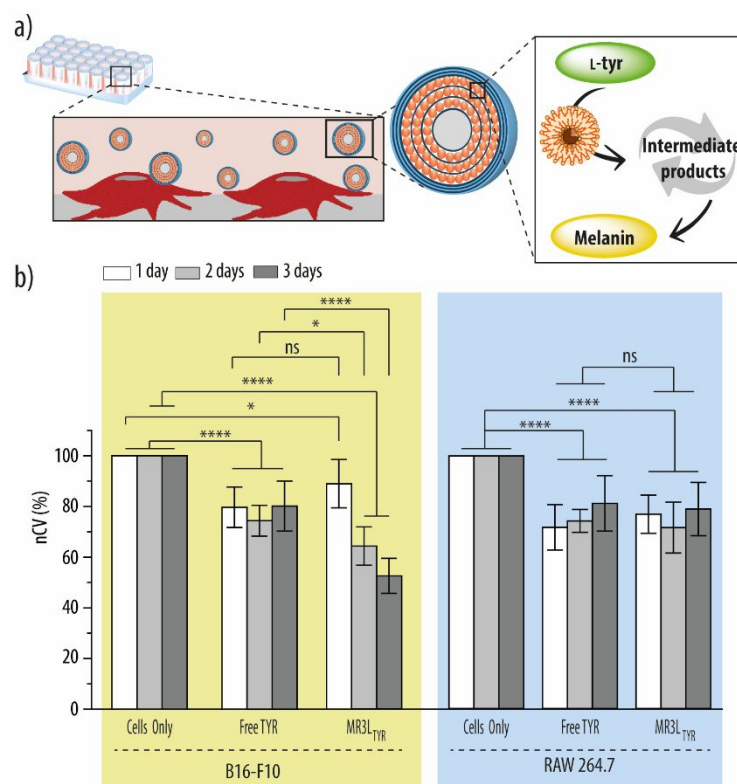 a)
L-tyr
Intermediate
products
Melanin
1 day 2 days 3 days
b)
****
*
ns
****
*
****
ns
****
****
nCV (%)
100
80
60
40
20
0
Cells Only Free TYR MR3LTYR Cells Only Free TYR MR3LTYR
B16-F10 RAW 264.7